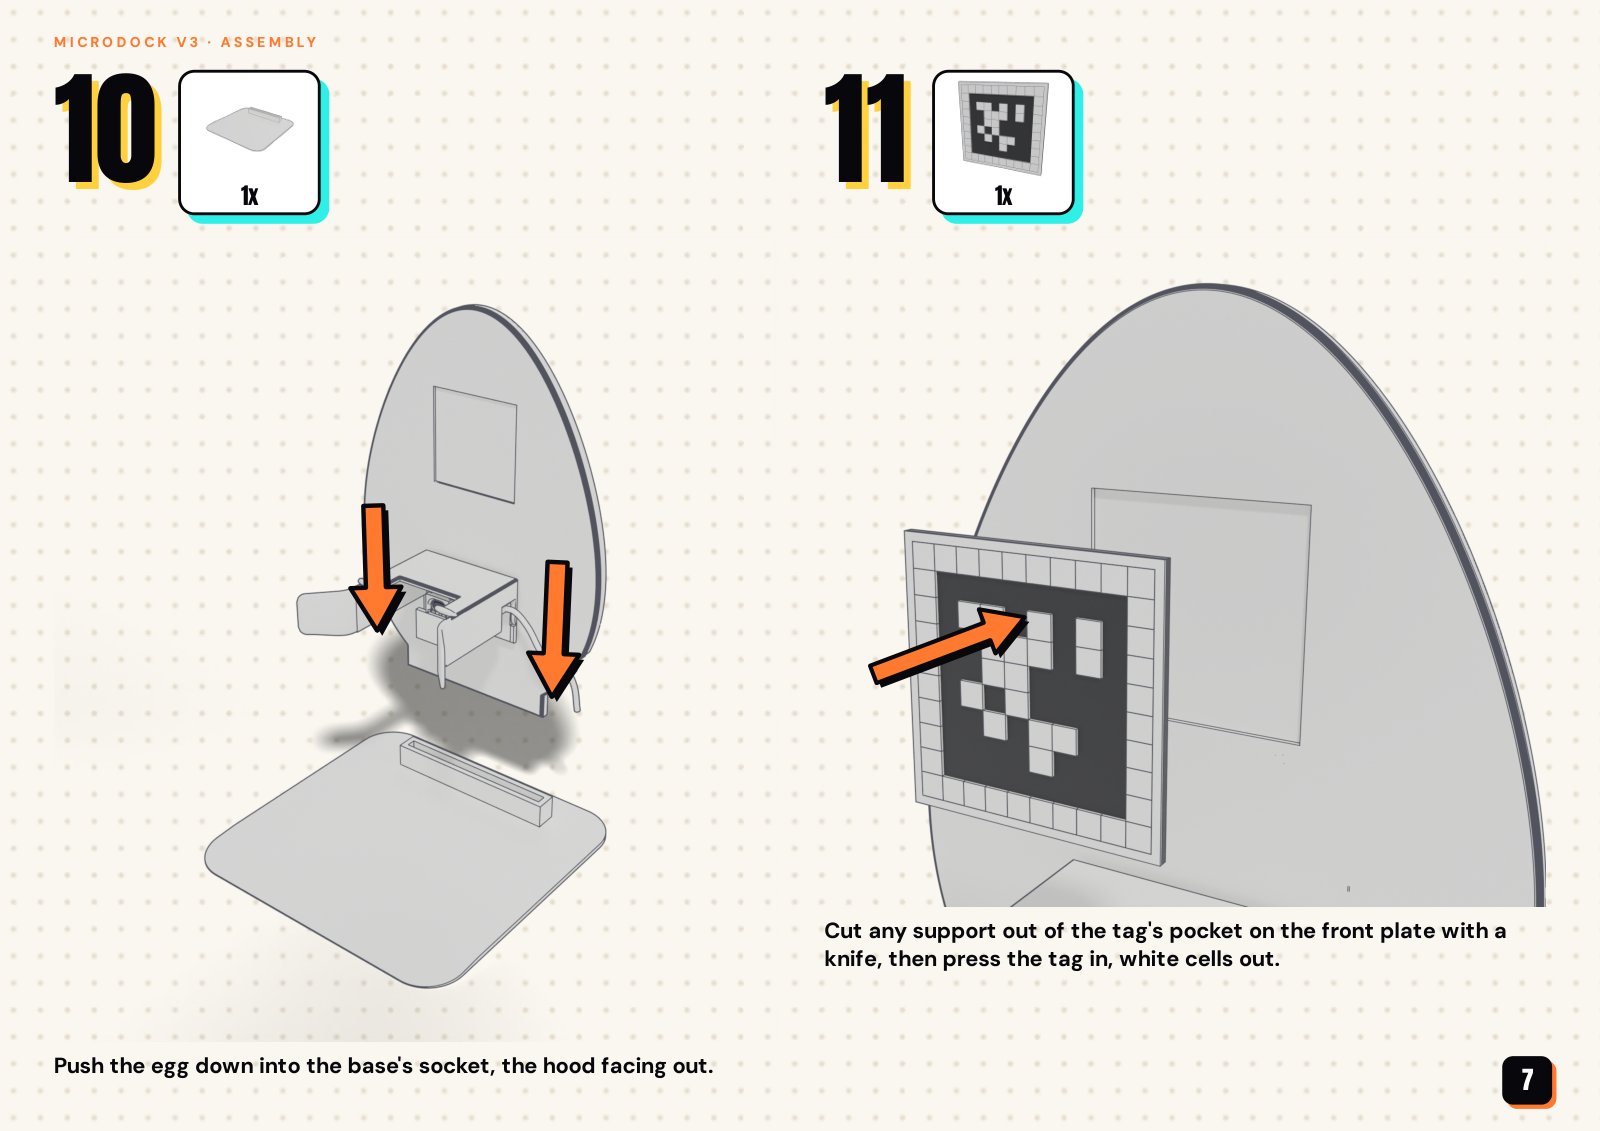 MICRODOCK V3 · ASSEMBLY
10
1x
Push the egg down into the base's socket, the hood facing out.
11
1x
Cut any support out of the tag's pocket on the front plate with a
knife, then press the tag in, white cells out.
7